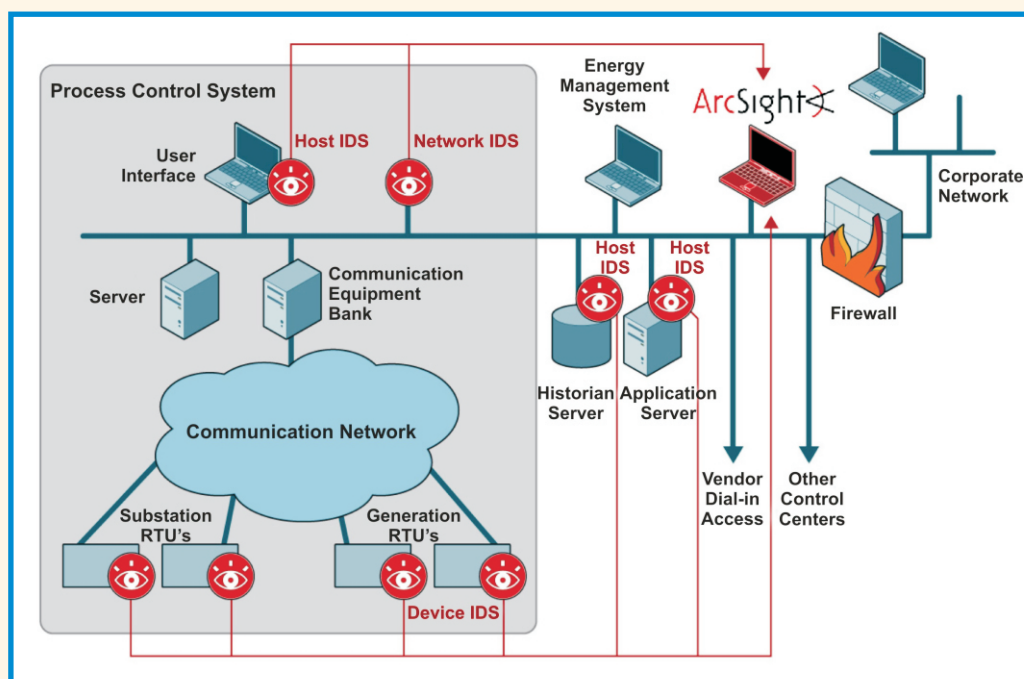 Process Control System
User
Interface
Host IDS
Network IDS
Energy
Management
System
ArcSight
Corporate
Network
Server
Communication
Equipment
Bank
Host
IDS
Host
IDS
Firewall
Historian
Server
Application
Server
Communication Network
Vendor
Dial-in
Access
Other
Control
Centers
Substation
RTU's
Generation
RTU's
Device IDS